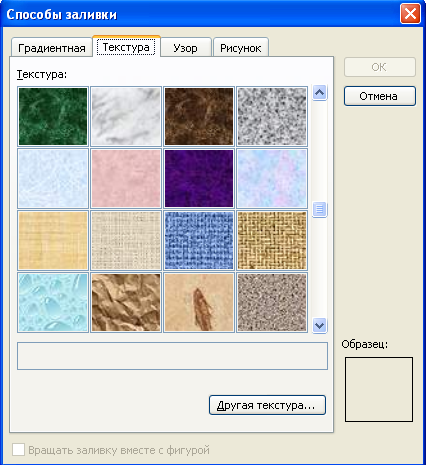 Способы заливки
Градиентная Текстура Узор Рисунок
Текстура:
ОК
Отмена
Образец:
Другая текстура...
Вращать заливку вместе с фигурой